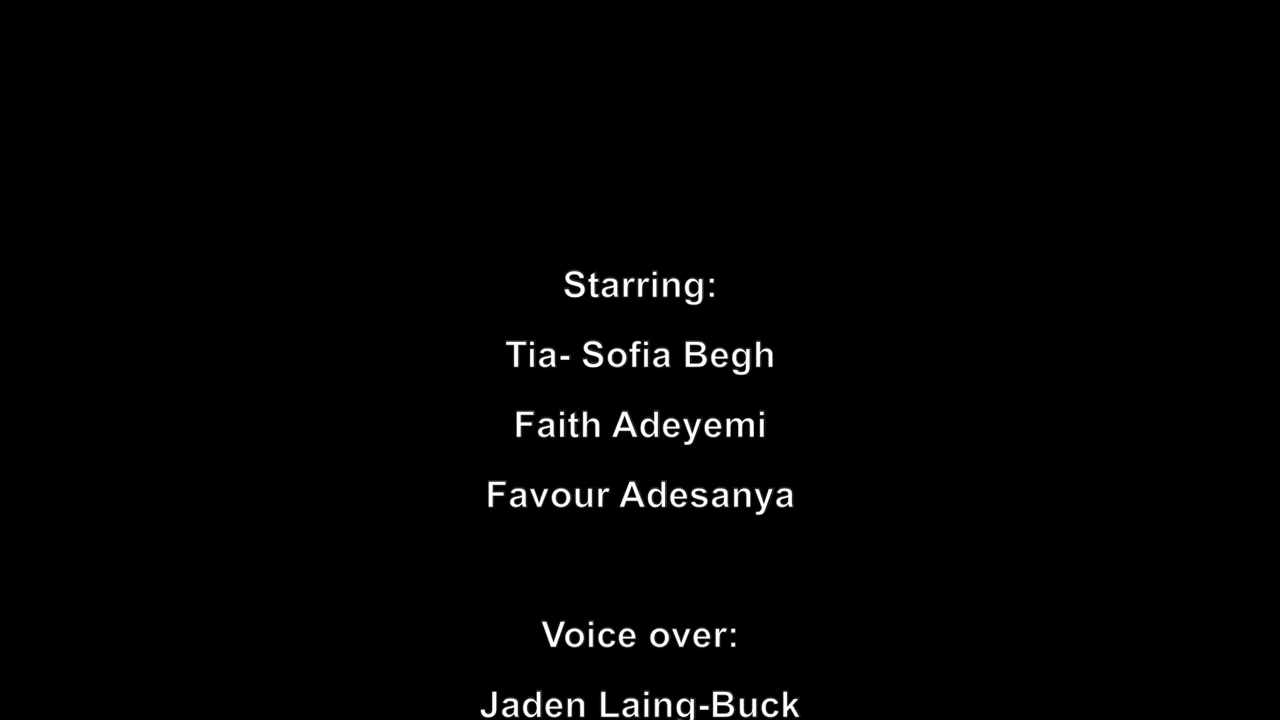 Starring:
Tia- Sofia Begh
Faith Adeyemi
Favour Adesanya
Voice over:
Jaden Laing-Buck